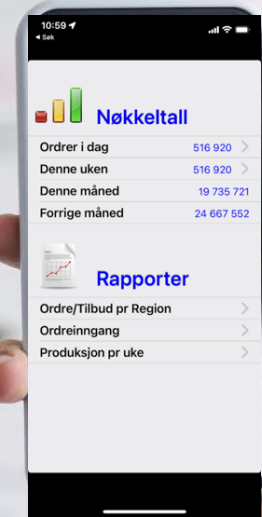 10:59
◂ Søk
Nøkkeltall
Ordrer i dag 516 920
Denne uken 516 920
Denne måned 19 735 721
Forrige måned 24 667 552
Rapporter
Ordre/Tilbud pr Region
Ordreinngang
Produksjon pr uke